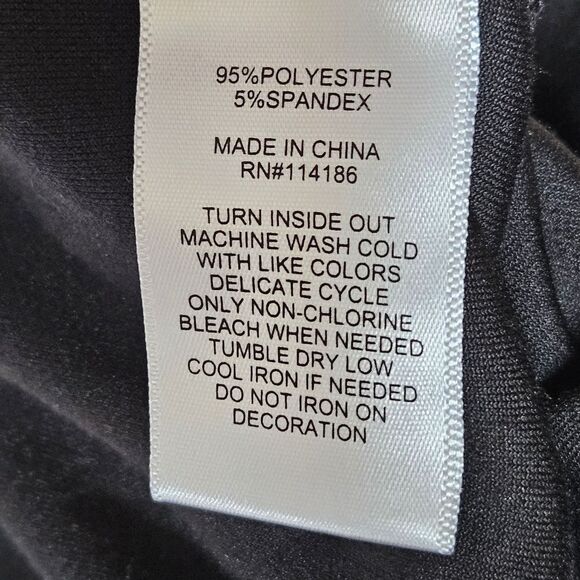 95%POLYESTER
5%SPANDEX
MADE IN CHINA
RN#114186
TURN INSIDE OUT
MACHINE WASH COLD
WITH LIKE COLORS
DELICATE CYCLE
ONLY NON-CHLORINE
BLEACH WHEN NEEDED
TUMBLE DRY LOW
COOL IRON IF NEEDED
DO NOT IRON ON
DECORATION